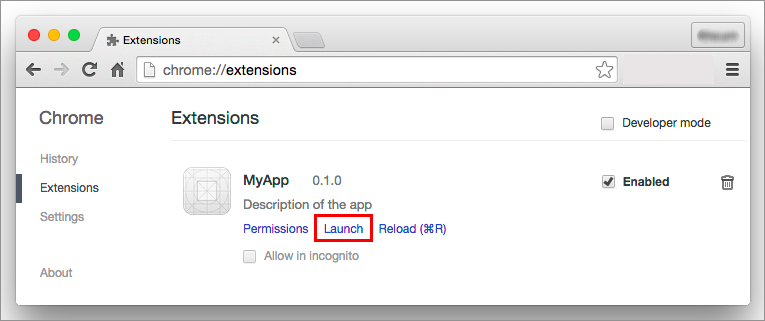 Extensions
chrome://extensions
Chrome
Extensions
Developer mode
History
Extensions
Settings
About
MyApp 0.1.0
Enabled
Description of the app
Permissions Launch Reload (⌘R)
Allow in incognito